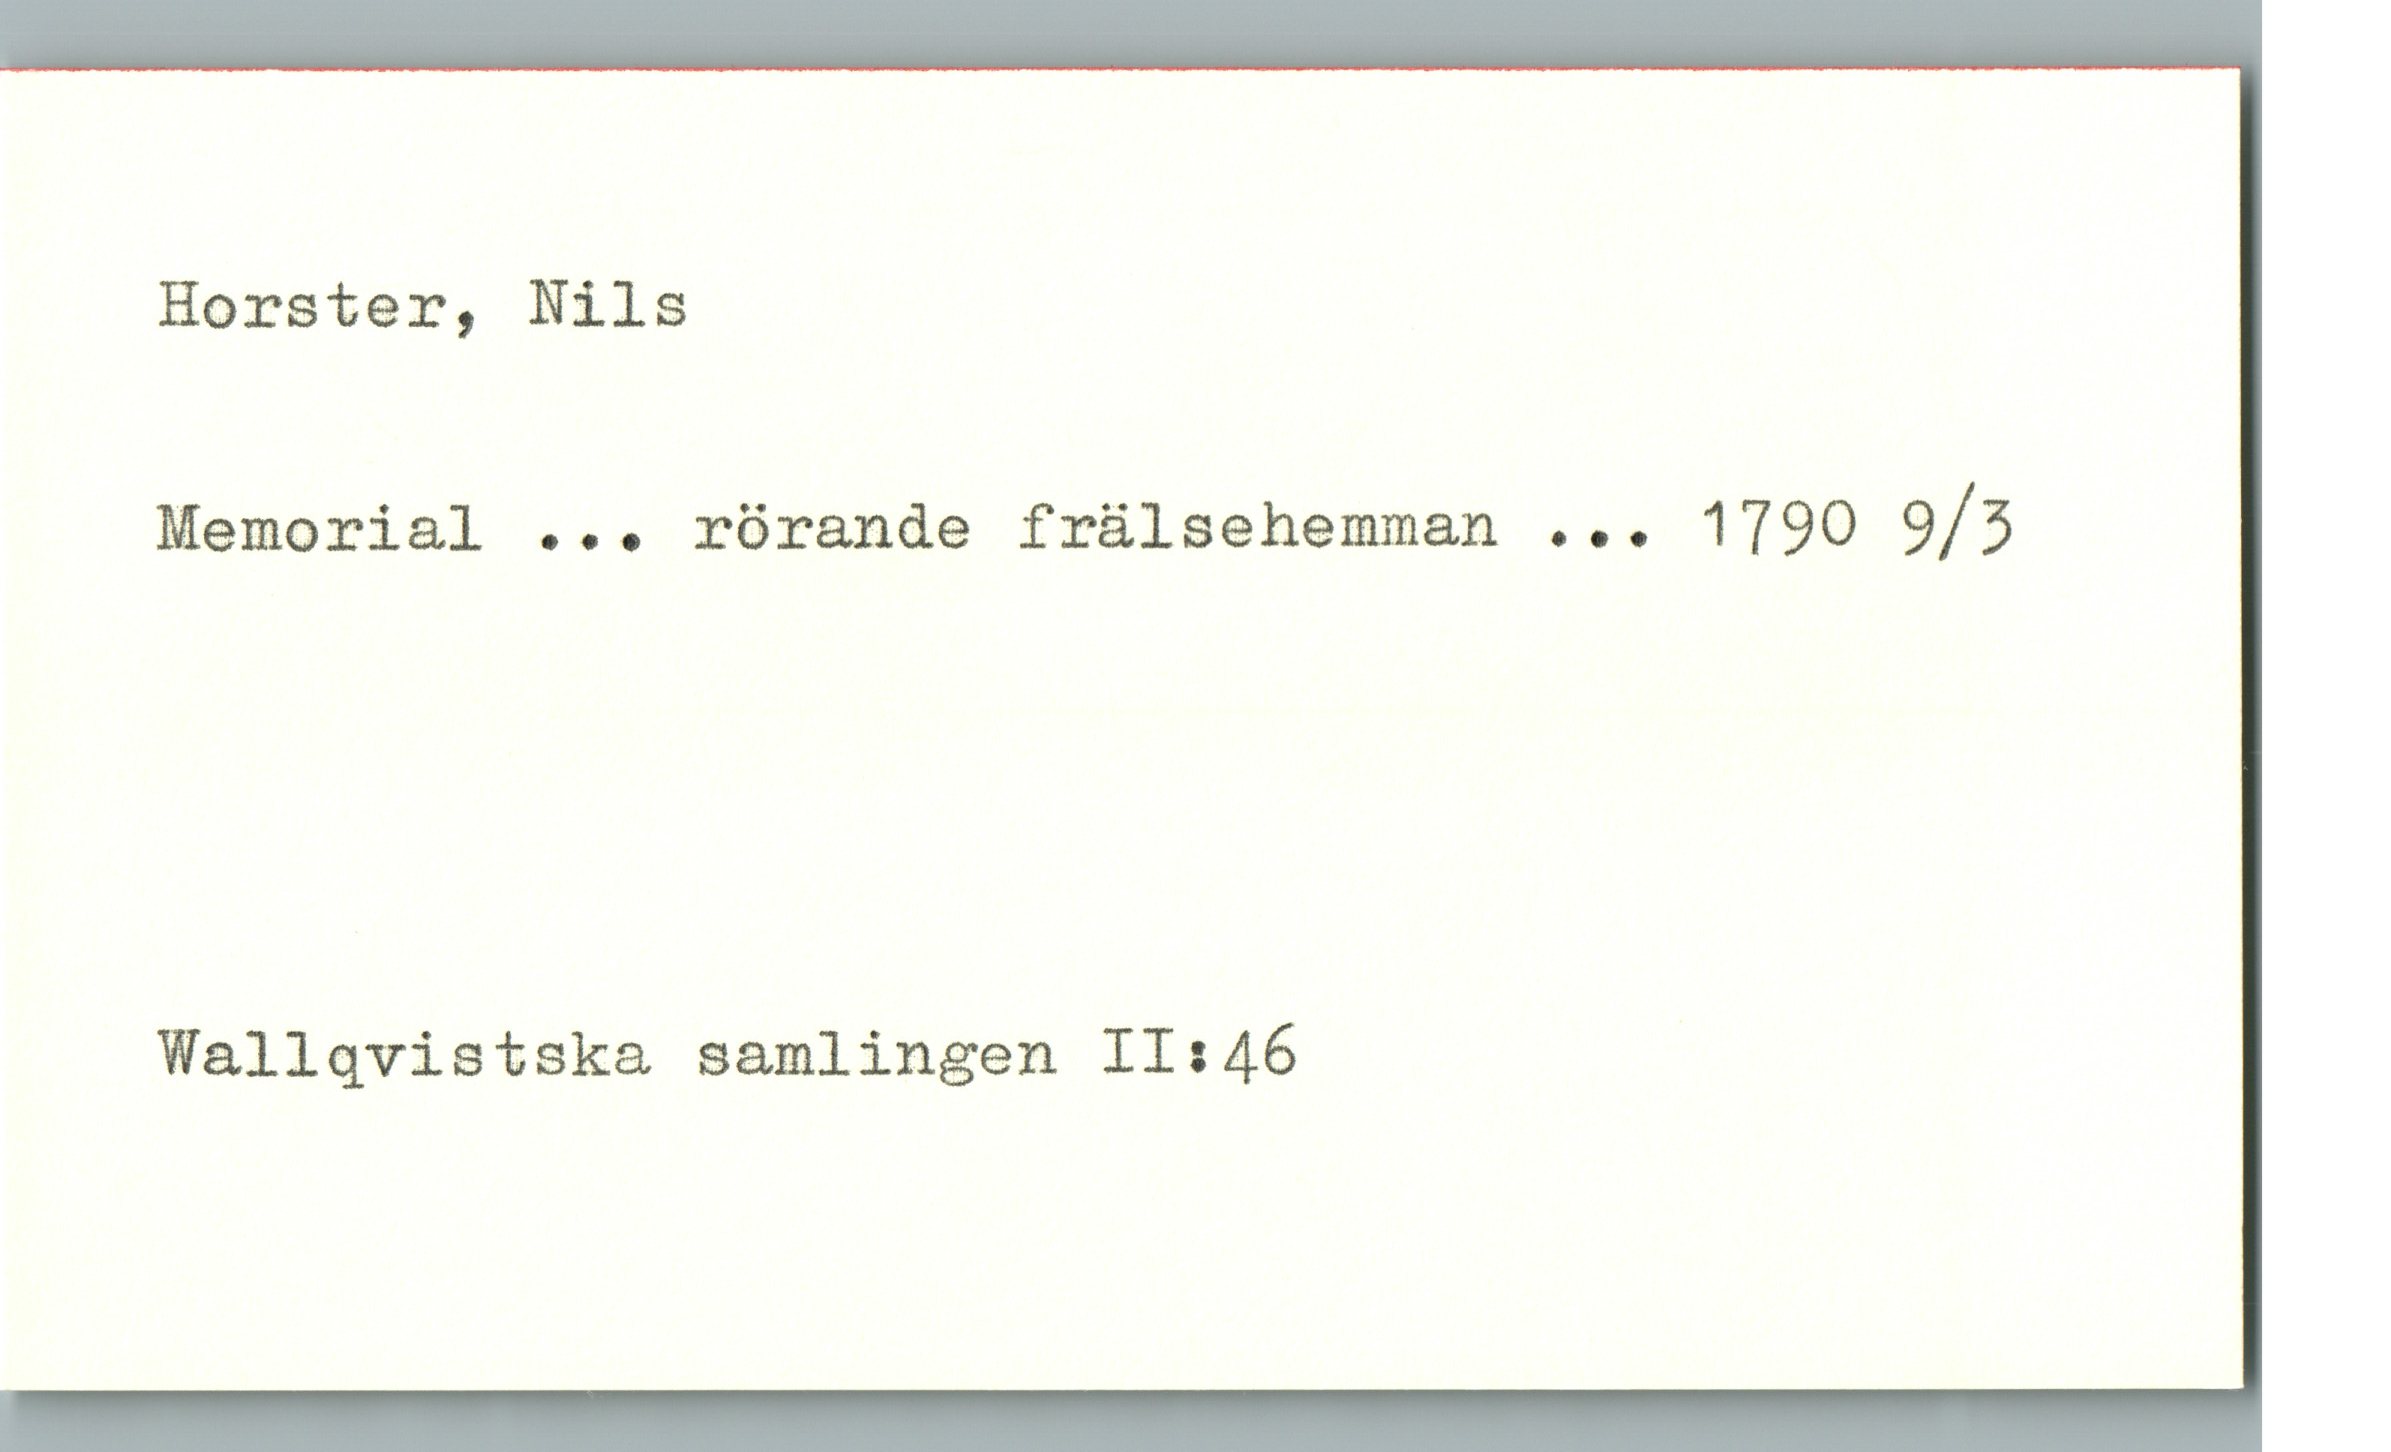 Horster, Nils
Memorial ... rörande frälsehemman ... 1790 9/3
Wallqvistska samlingen II:46